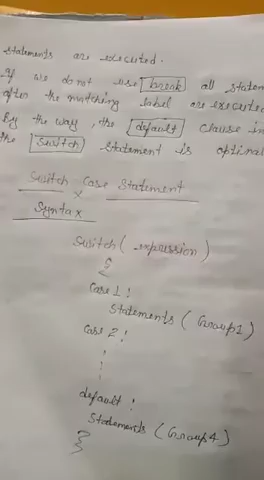 statements are executed.
if we do not use break all statem
after the matching label are executed
By the way, the default clause in
the switch statement is optional
Switch Case Statement
x
Syntax
Switch (expression)
{
Case 1 :
Statements (Group1)
Case 2 :
default :
Statements (Group4)
}